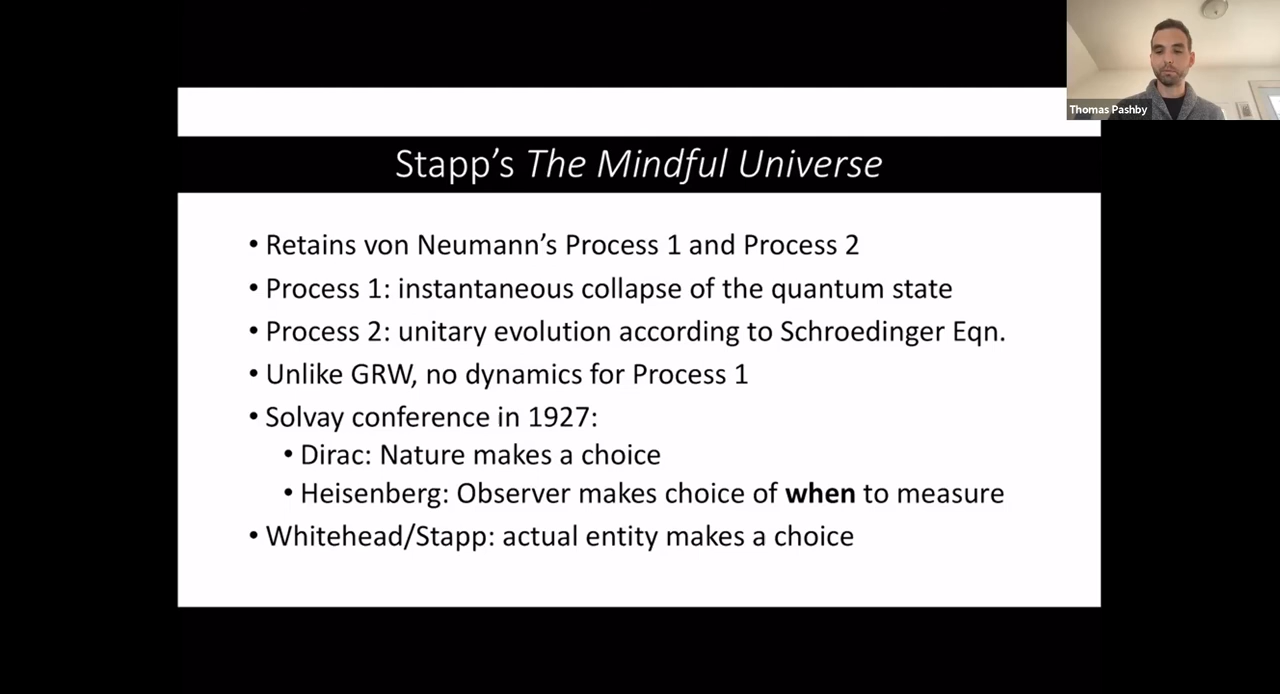 Thomas Pashby
Stapp's The Mindful Universe
• Retains von Neumann's Process 1 and Process 2
• Process 1: instantaneous collapse of the quantum state
• Process 2: unitary evolution according to Schroedinger Eqn.
• Unlike GRW, no dynamics for Process 1
• Solvay conference in 1927:
• Dirac: Nature makes a choice
• Heisenberg: Observer makes choice of when to measure
• Whitehead/Stapp: actual entity makes a choice